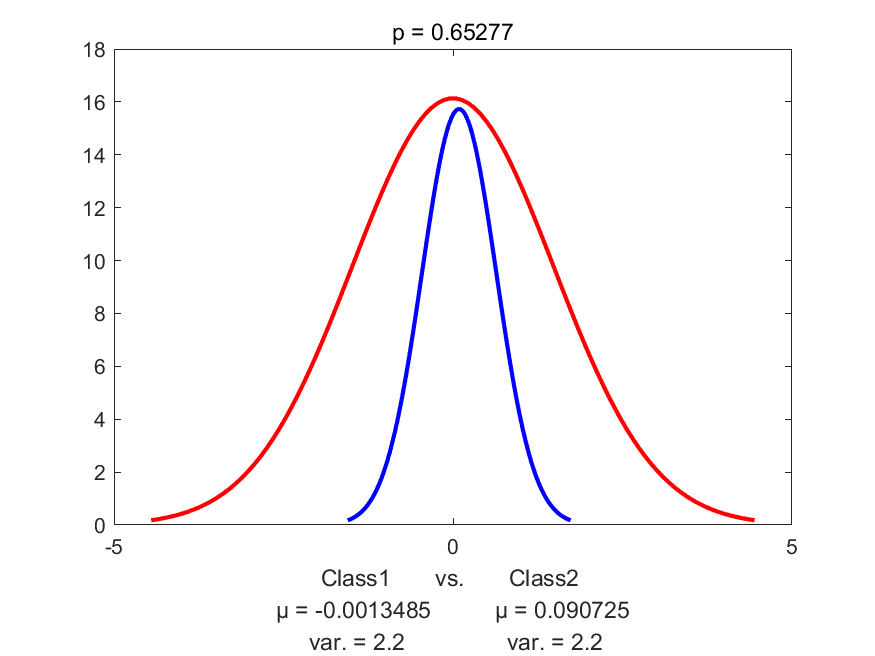 p = 0.65277
18
16
14
12
10
8
6
4
2
0
-5 0 5
Class1 vs. Class2
μ = -0.0013485 μ = 0.090725
var. = 2.2 var. = 2.2